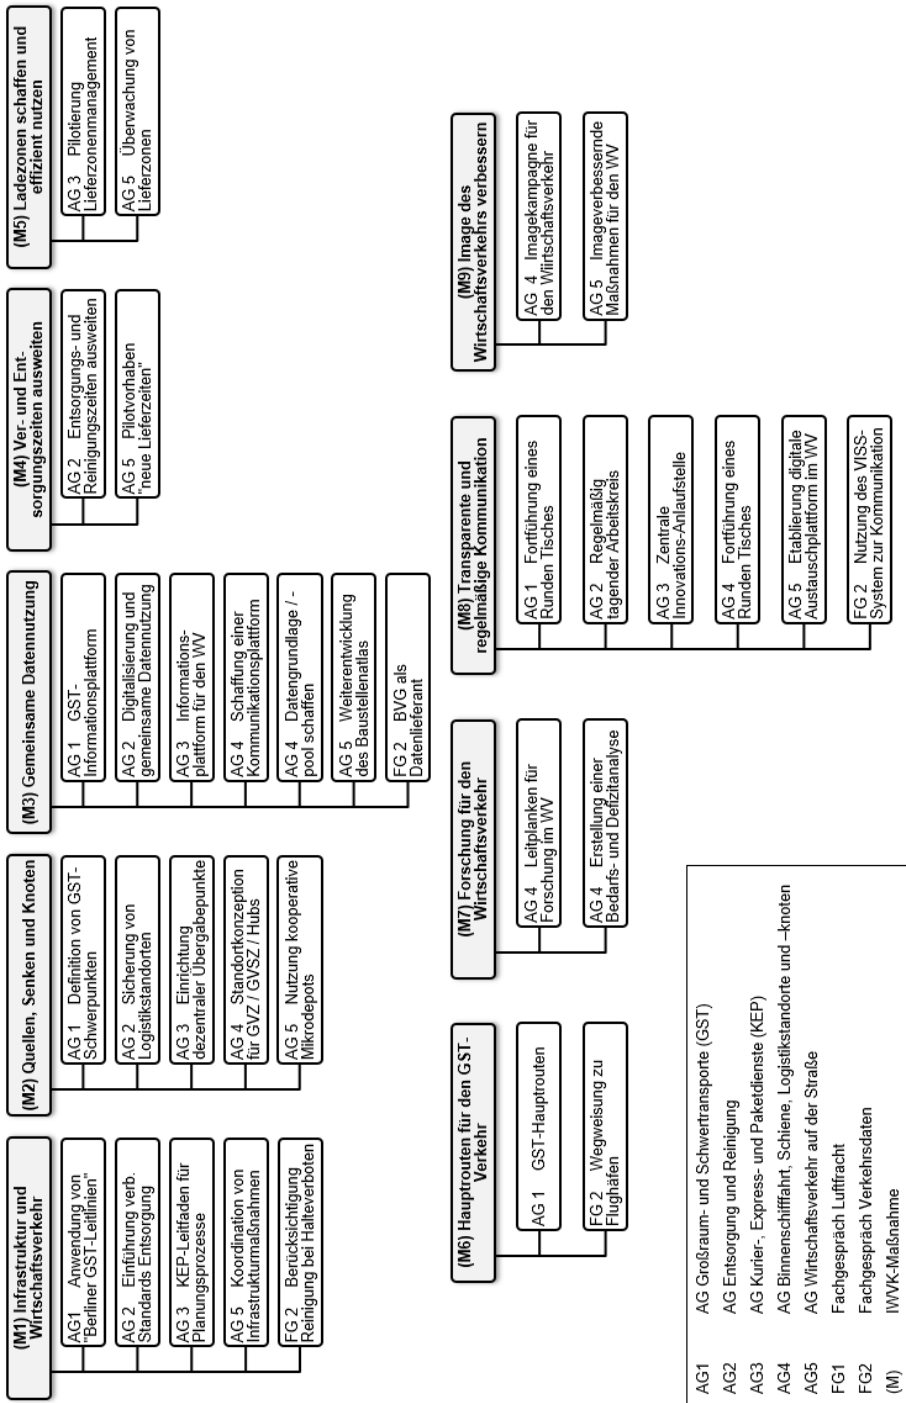 (M1) Infrastruktur und
Wirtschaftsverkehr
AG1 Anwendung von
"Berliner GST-Leitlinien"
AG 2 Einführung verb.
Standards Entsorgung
AG 3 KEP-Leitfaden für
Planungsprozesse
AG 5 Koordination von
Infrastrukturmaßnahmen
FG 2 Berücksichtigung
Reinigung bei Halteverboten
(M2) Quellen, Senken und Knoten
AG 1 Definition von GST-
Schwerpunkten
AG 2 Sicherung von
Logistikstandorten
AG 3 Einrichtung
dezentraler Übergabepunkte
AG 4 Standortkonzeption
für GVZ / GVSZ / Hubs
AG 5 Nutzung kooperative
Mikrodepots
(M3) Gemeinsame Datennutzung
AG 1 GST-
Informationsplattform
AG 2 Digitalisierung und
gemeinsame Datennutzung
AG 3 Informations-
plattform für den WV
AG 4 Schaffung einer
Kommunikationsplattform
AG 4 Datengrundlage / -
pool schaffen
AG 5 Weiterentwicklung
des Baustellenatlas
FG 2 BVG als
Datenlieferant
(M4) Ver- und Ent-
sorgungszeiten ausweiten
AG 2 Entsorgungs- und
Reinigungszeiten ausweiten
AG 5 Pilotvorhaben
"neue Lieferzeiten"
(M5) Ladezonen schaffen und
effizient nutzen
AG 3 Pilotierung
Lieferzonenmanagement
AG 5 Überwachung von
Lieferzonen
(M6) Hauptrouten für den GST-
Verkehr
AG 1 GST-Hauptrouten
FG 2 Wegweisung zu
Flughäfen
(M7) Forschung für den
Wirtschaftsverkehr
AG 4 Leitplanken für
Forschung im WV
AG 4 Erstellung einer
Bedarfs- und Defizitanalyse
(M8) Transparente und
regelmäßige Kommunikation
AG 1 Fortführung eines
Runden Tisches
AG 2 Regelmäßig
tagender Arbeitskreis
AG 3 Zentrale
Innovations-Anlaufstelle
AG 4 Fortführung eines
Runden Tisches
AG 5 Etablierung digitale
Austauschplattform im WV
FG 2 Nutzung des VISS-
System zur Kommunikation
(M9) Image des
Wirtschaftsverkehrs verbessern
AG 4 Imagekampagne für
den Wiirtschaftsverkehr
AG 5 Imageverbessernde
Maßnahmen für den WV
AG1 AG Großraum- und Schwertransporte (GST)
AG2 AG Entsorgung und Reinigung
AG3 AG Kurier-, Express- und Paketdienste (KEP)
AG4 AG Binnenschifffahrt, Schiene, Logistikstandorte und –knoten
AG5 AG Wirtschaftsverkehr auf der Straße
FG1 Fachgespräch Luftfracht
FG2 Fachgespräch Verkehrsdaten
(M) IWVK-Maßnahme